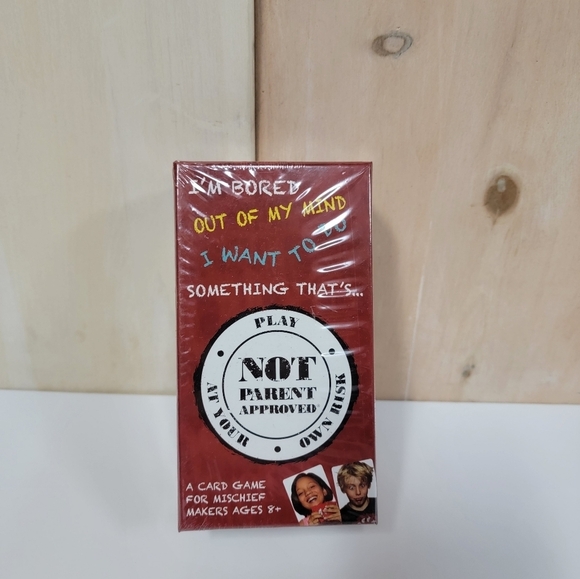 I'M BORED
OUT OF MY MIND
I WANT TO DO
SOMETHING THAT'S...
PLAY
NOT
PARENT
APPROVED
AT YOUR
OWN RISK
A CARD GAME
FOR MISCHIEF
MAKERS AGES 8+